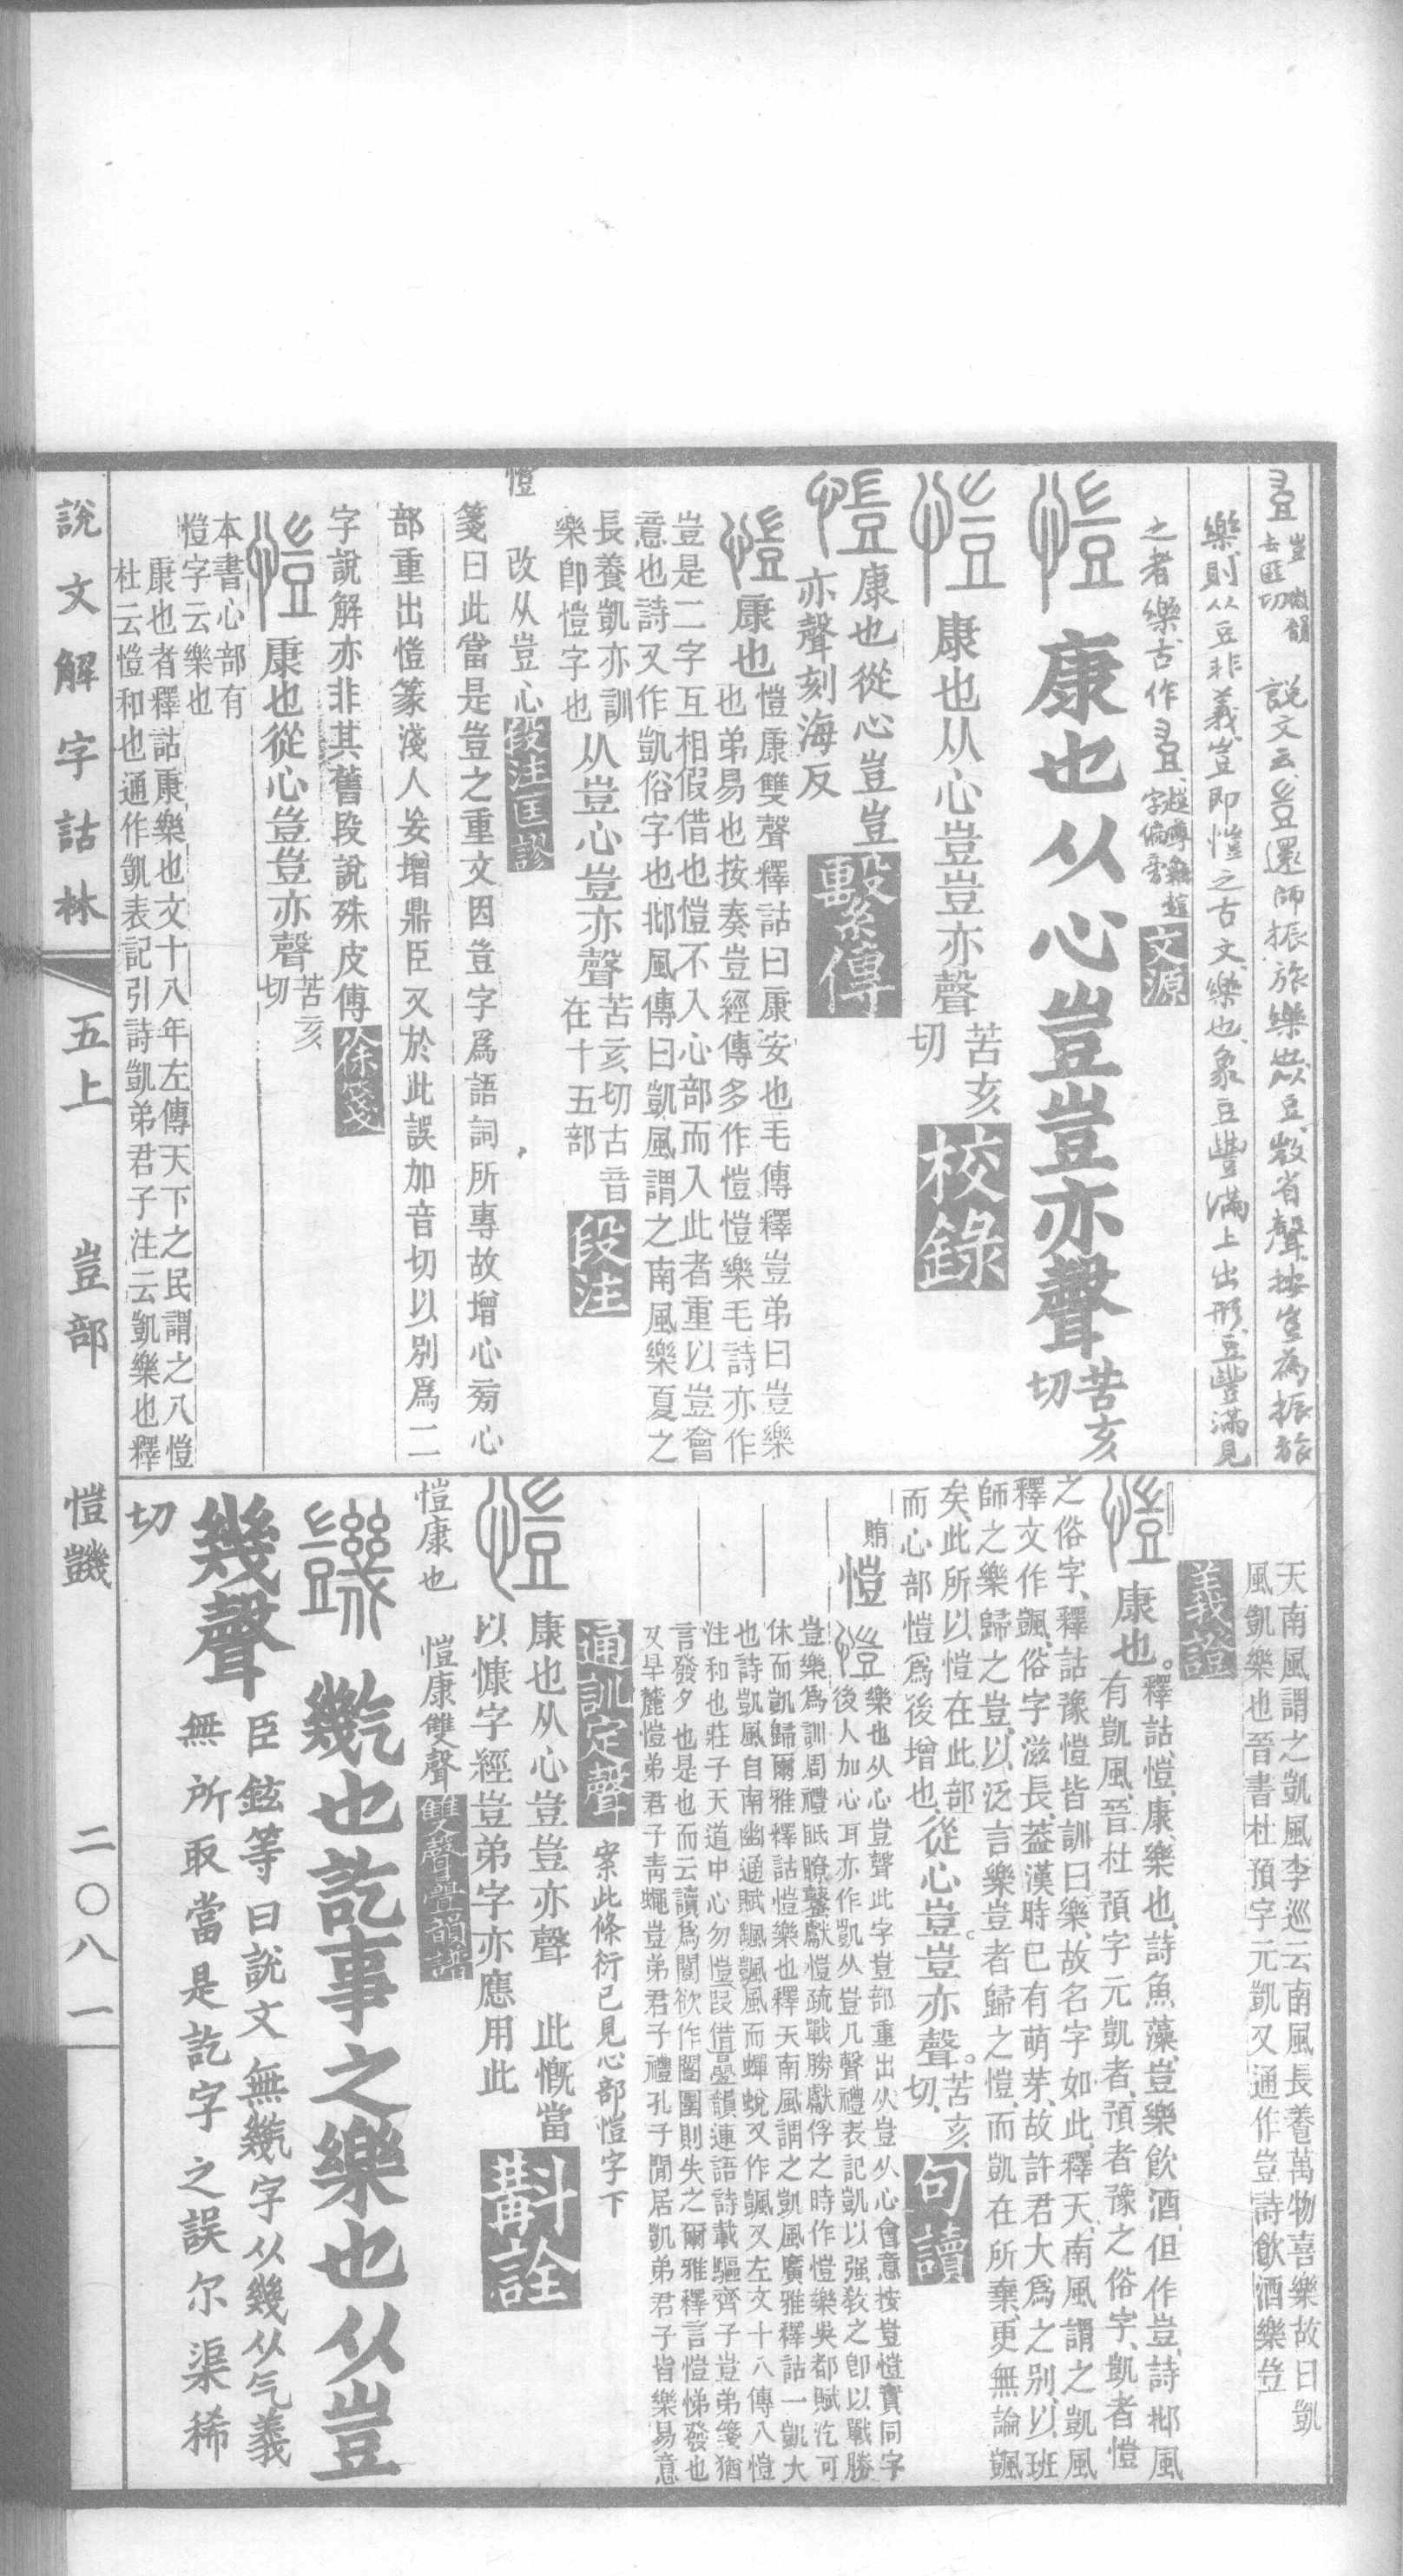 說文云豈還師振旅樂也从豆敚省聲按豈為振旅
樂則从豆非義豈即愷之古文樂也象豆豐滿上出形豆豐滿見
之者樂古作
文源
愷康也从心豈豈亦聲苦亥切
愷康也从心豈豈亦聲苦亥切
校錄
愷康也從心豈豈
亦聲刻海反
繫傳
愷康也愷康雙聲釋詁曰康安也毛傳釋豈弟曰豈樂
也弟易也按奏豈經傳多作愷愷樂毛詩亦作
豈是二字互相假借也愷不入心部而入此者重以豈會
意也詩又作凱俗字也邶風傳曰凱風謂之南風樂夏之
長養凱亦訓
樂卽愷字也
从豈心豈亦聲苦亥切古音
在十五部
段注
愷改从豈心
段注匡謬
箋曰此當是豈之重文因豈字爲語詞所專故增心菊心
部重出愷篆淺人妄增鼎臣又於此誤加音切以別爲二
字說解亦非其舊段說殊皮傅
徐箋
愷康也從心豈豈亦聲苦亥切
本書心部有
愷字云樂也
康也者釋詁康樂也文十八年左傳天下之民謂之八愷
杜云愷和也通作凱表記引詩凱弟君子注云凱樂也釋
天南風謂之凱風李巡云南風長養萬物喜樂故曰凱
風凱樂也晉書杜預字元凱又通作豈詩飲酒樂豈
義證
愷康也。釋詁、愷、康、樂也、詩魚藻、豈樂飲酒、但作豈、詩邶風
有凱風、晉杜預字元凱者、預者豫之俗字、凱者愷
之俗字、釋詁豫愷皆訓曰樂、故名字如此、釋天、南風謂之凱風
釋文作颽、俗字滋長、蓋漢時已有萌芽、故許君大爲之别、以班
師之樂歸之豈、以泛言樂豈者歸之愷、而凱在所棄、更無論颽
矣、此所以愷在此部、
而心部愷爲後增也、
從心豈。豈亦聲。苦亥切、
句讀
愷樂也从心豈聲此字豈部重出从豈从心會意按豈愷實同字
後人加心耳亦作凱从豈几聲禮表記凱以强敎之卽以戰勝
豈樂爲訓周禮眂瞭鼜獻愷疏戰勝獻俘之時作愷樂吳都賦汔可
休而凱歸爾雅釋詁愷樂也釋天南風謂之凱風廣雅釋詁一凱大
也詩凱風自南幽通賦颽颽風而蟬蛻又作颽又左文十八傳八愷
注和也莊子天道中心勿愷叚借疊韻連語詩載驅齊子豈弟箋猶
言發夕也是也而云讀爲闓欲作闓圛則失之爾雅釋言愷悌發也
又旱麓愷弟君子靑蠅豈弟君子禮孔子閒居凱弟君子皆樂易意
通訓定聲
案此條衍已見心部愷字下
愷康也从心豈豈亦聲　此慨當
以慷字經豈弟字亦應用此
斠詮
愷康也　愷康雙聲
雙聲疊韻譜
𧰙𧰙也訖事之樂也从豈
幾聲臣鉉等曰說文無𧰙字从幾从气義
無所取當是訖字之誤尔渠稀
切
說文解字詁林　五上　豈部　愷𧯦　二〇八一